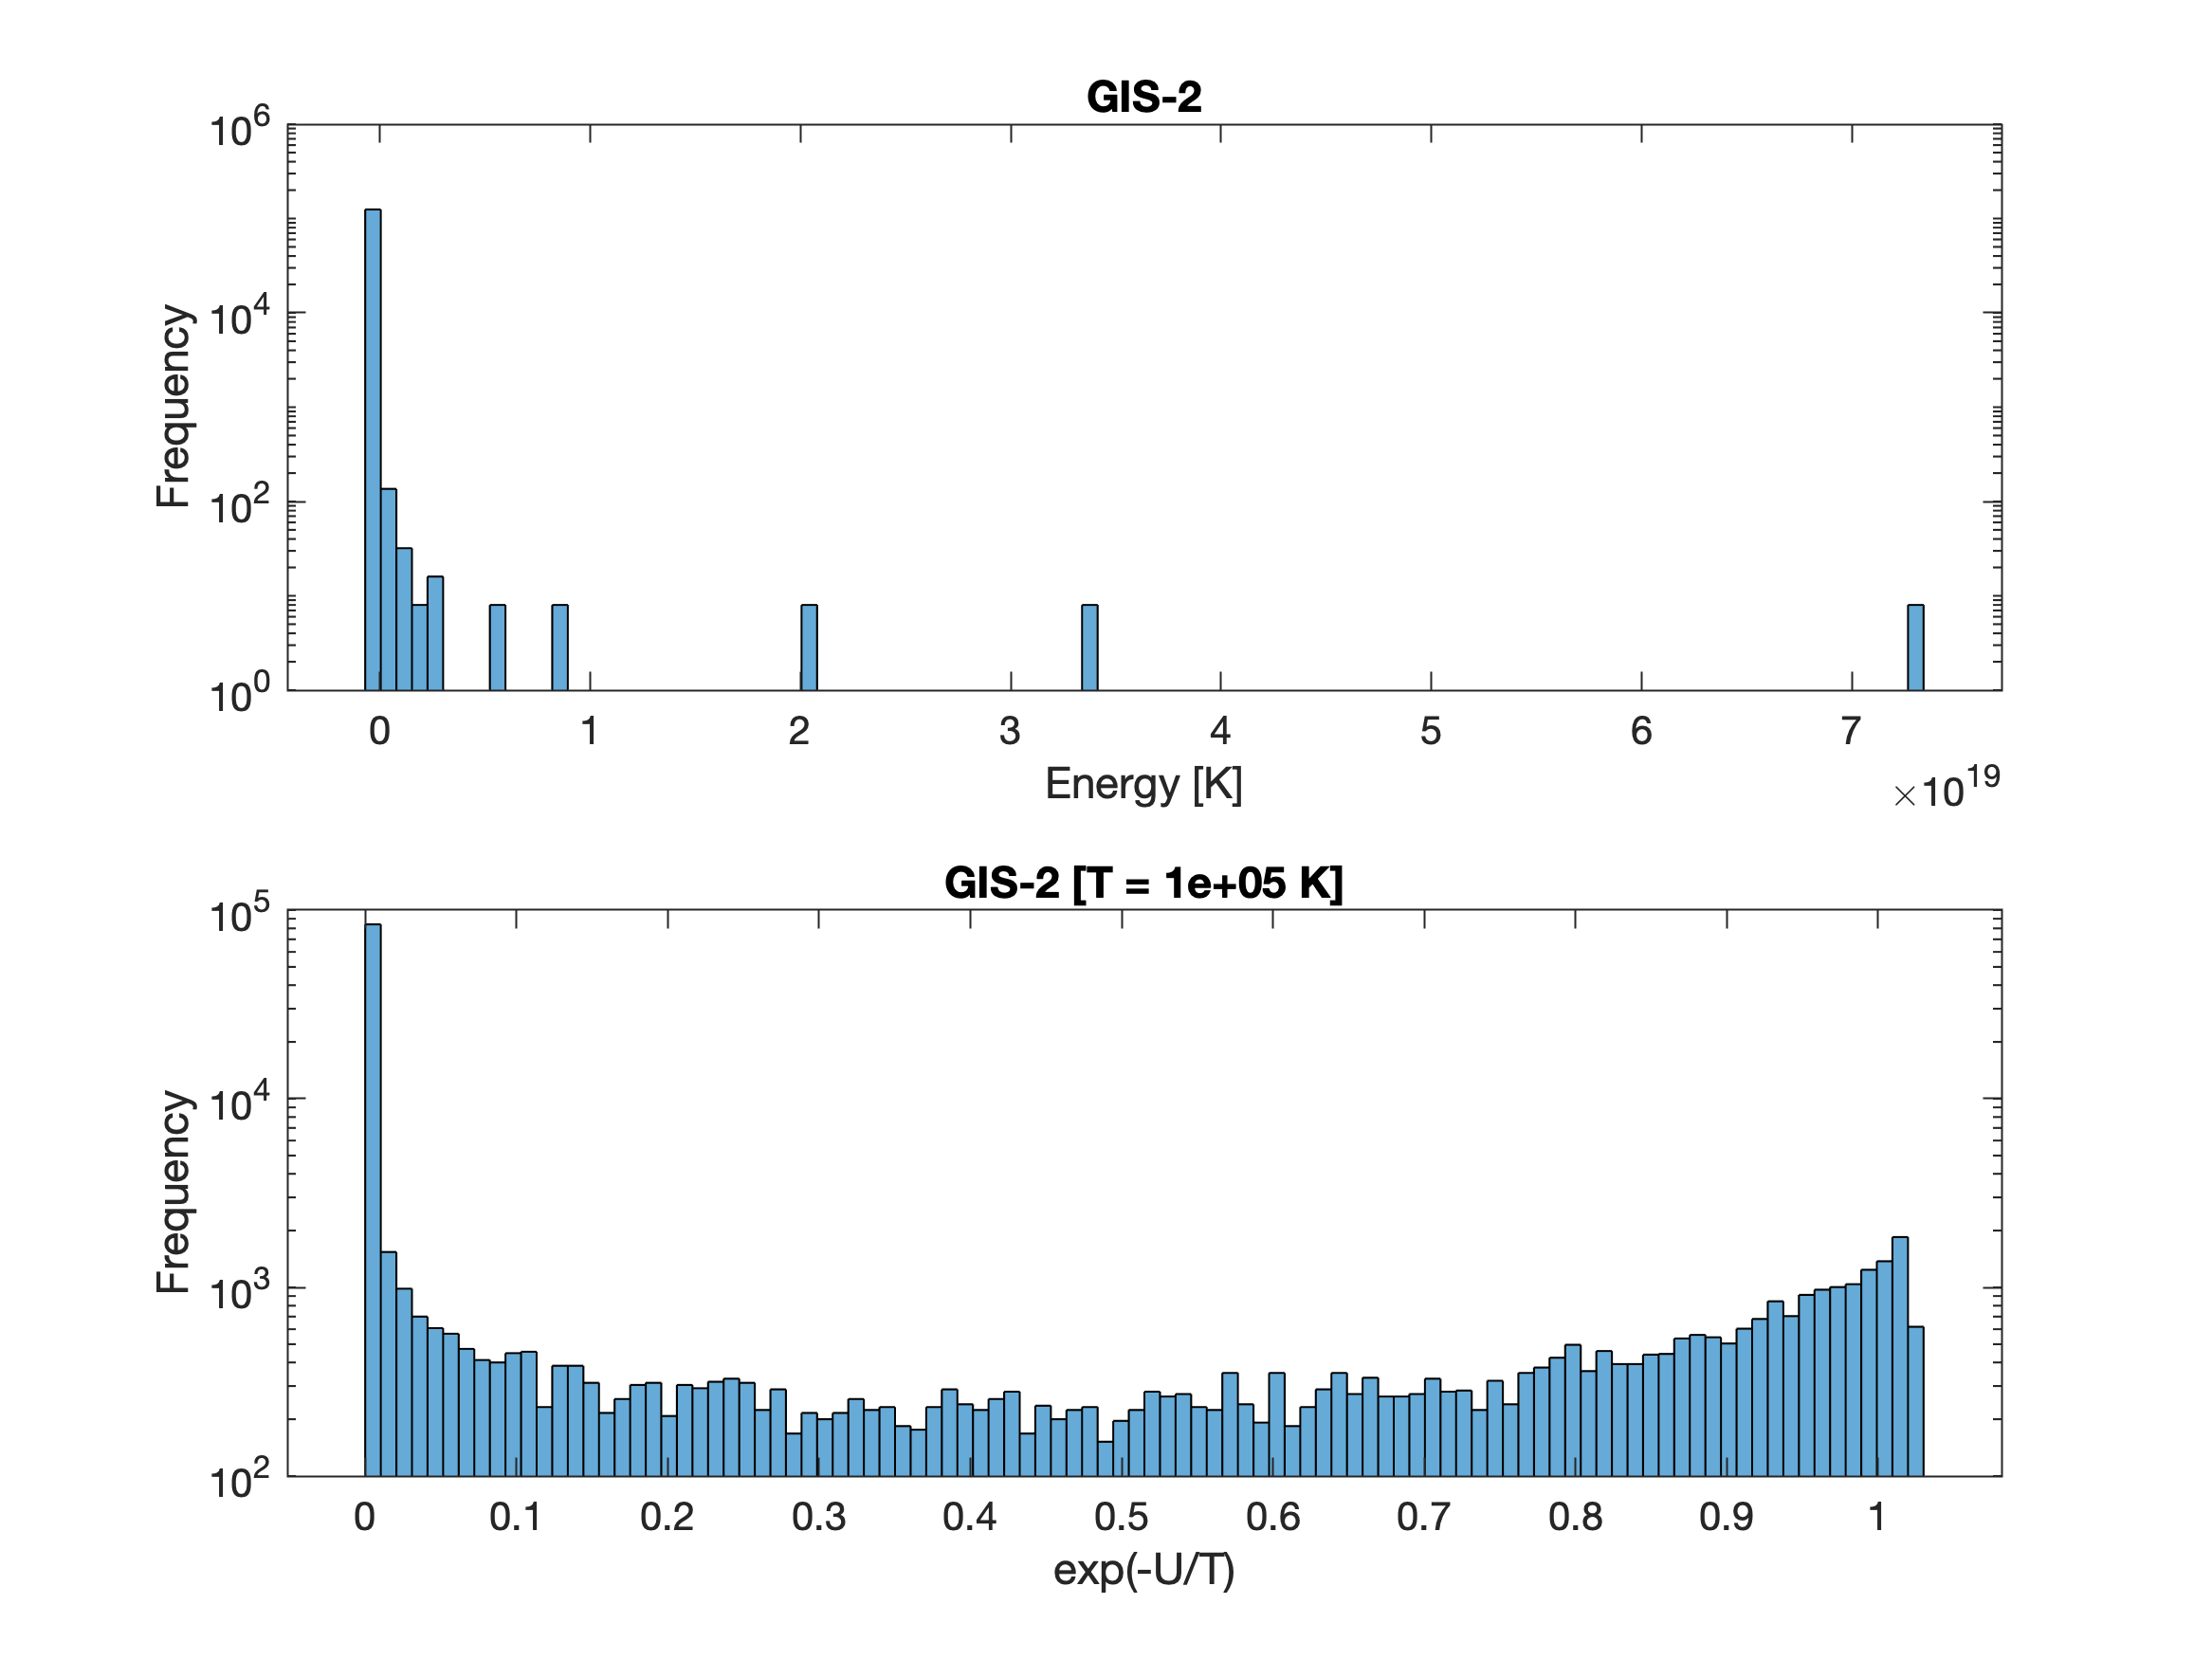 GIS-2
10^6
10^4
10^2
10^0
Frequency
0 1 2 3 4 5 6 7
Energy [K]
×10^19
GIS-2 [T = 1e+05 K]
10^5
10^4
10^3
10^2
Frequency
0 0.1 0.2 0.3 0.4 0.5 0.6 0.7 0.8 0.9 1
exp(-U/T)